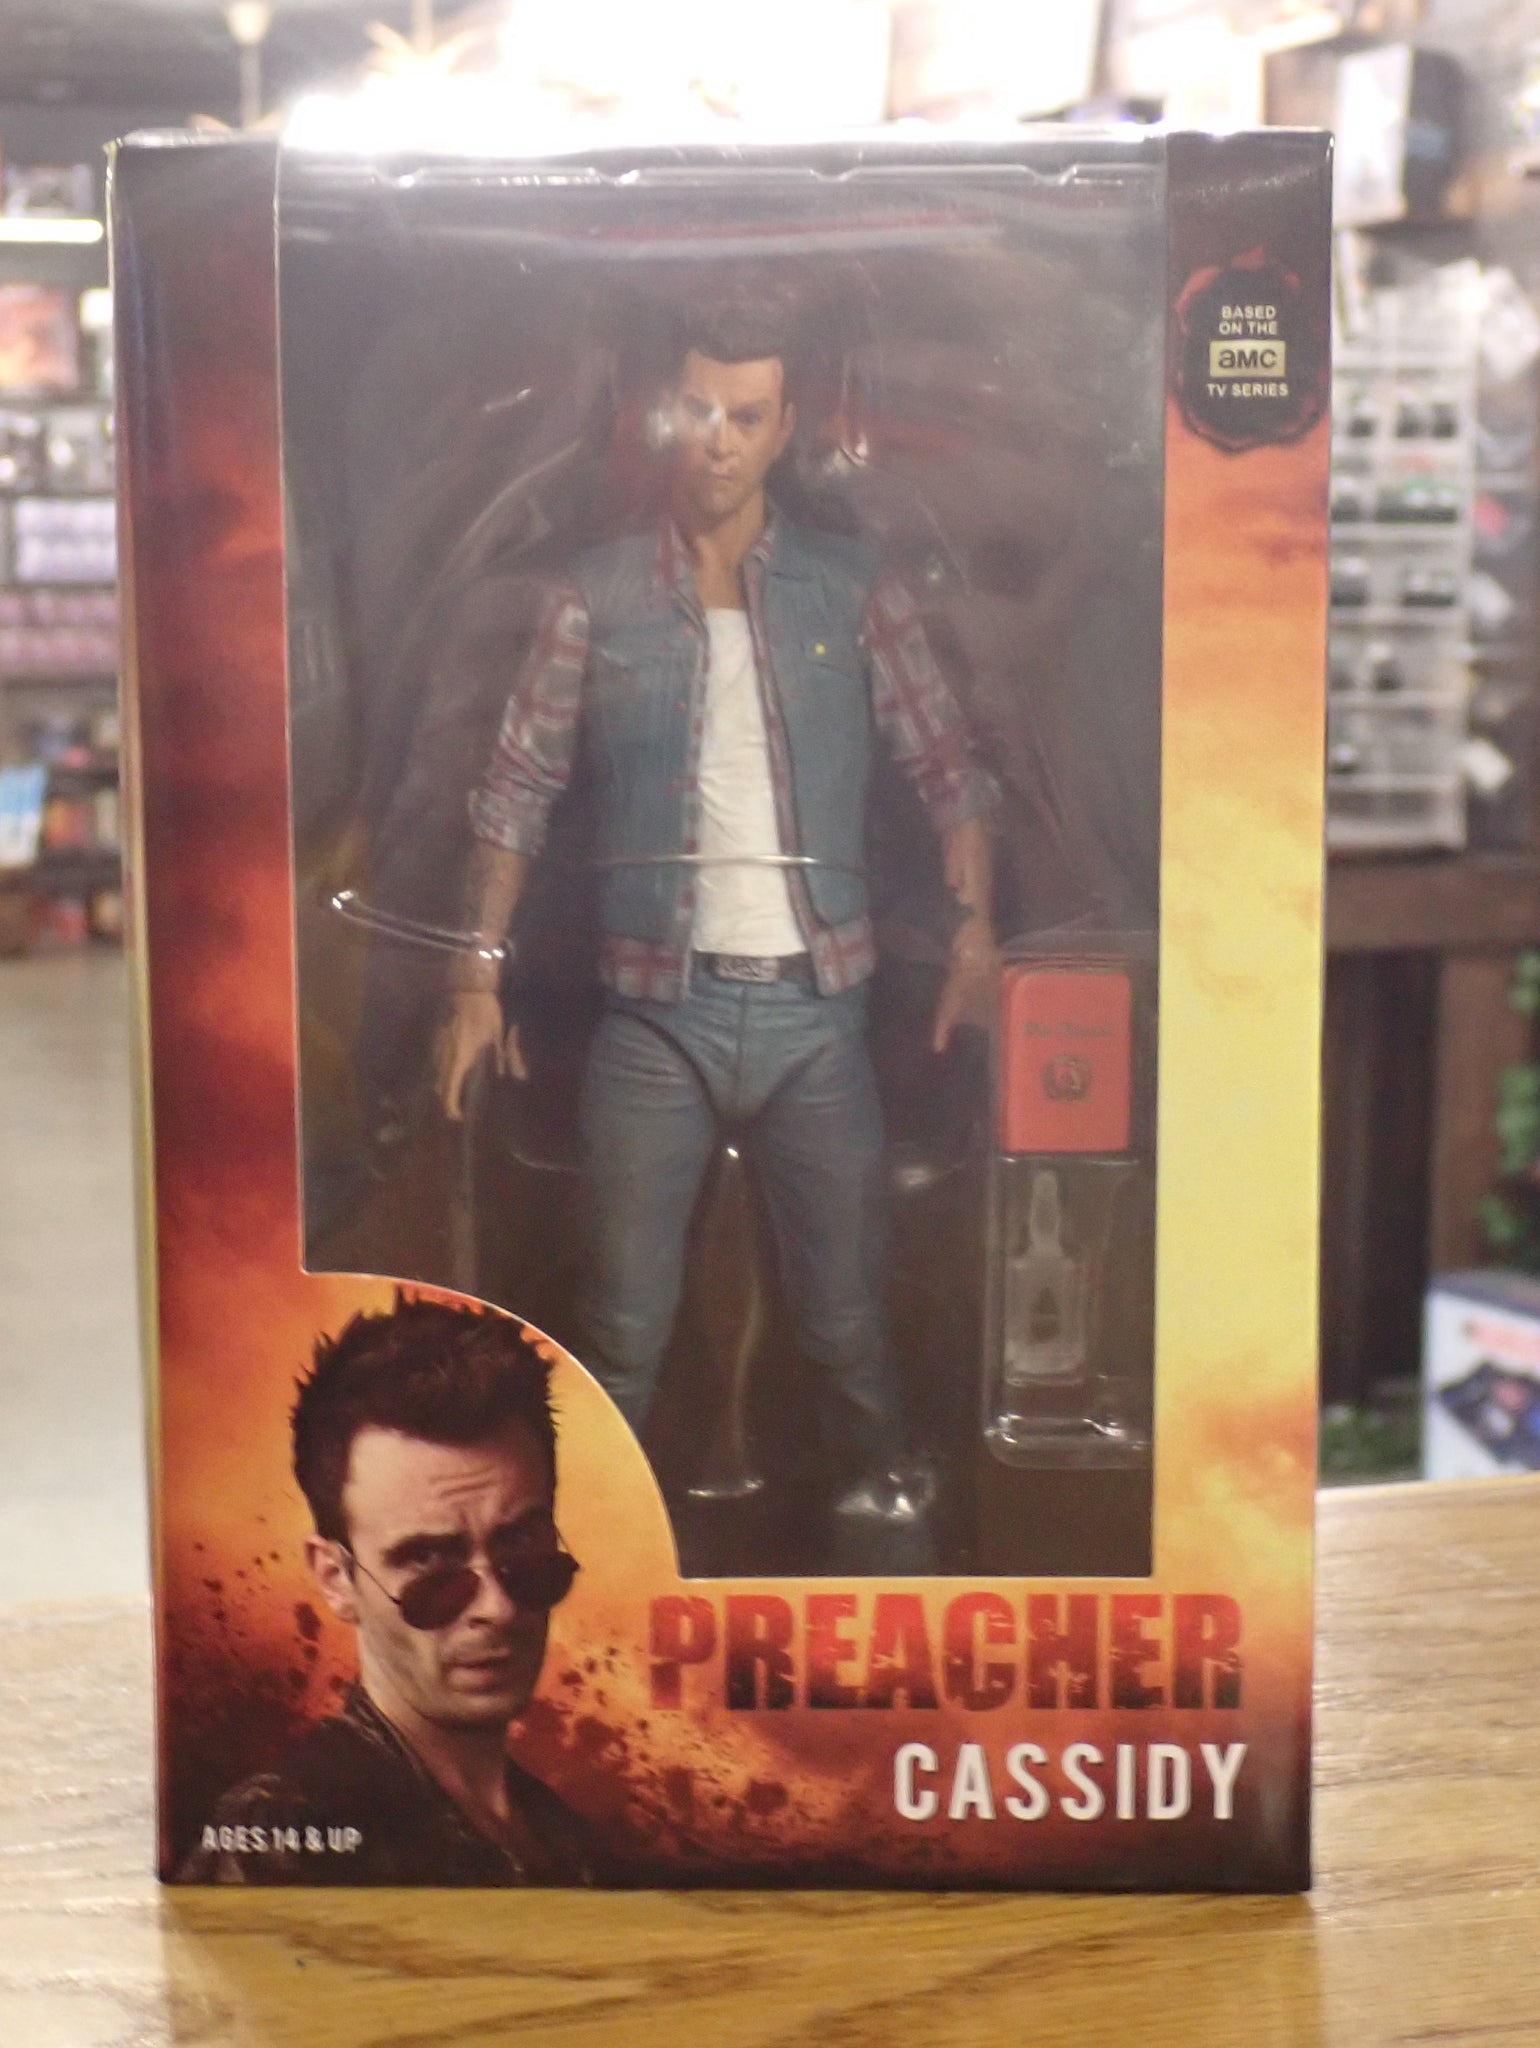 BASED
ON THE
aMC
TV SERIES
PREACHER
CASSIDY
AGES 14 & UP